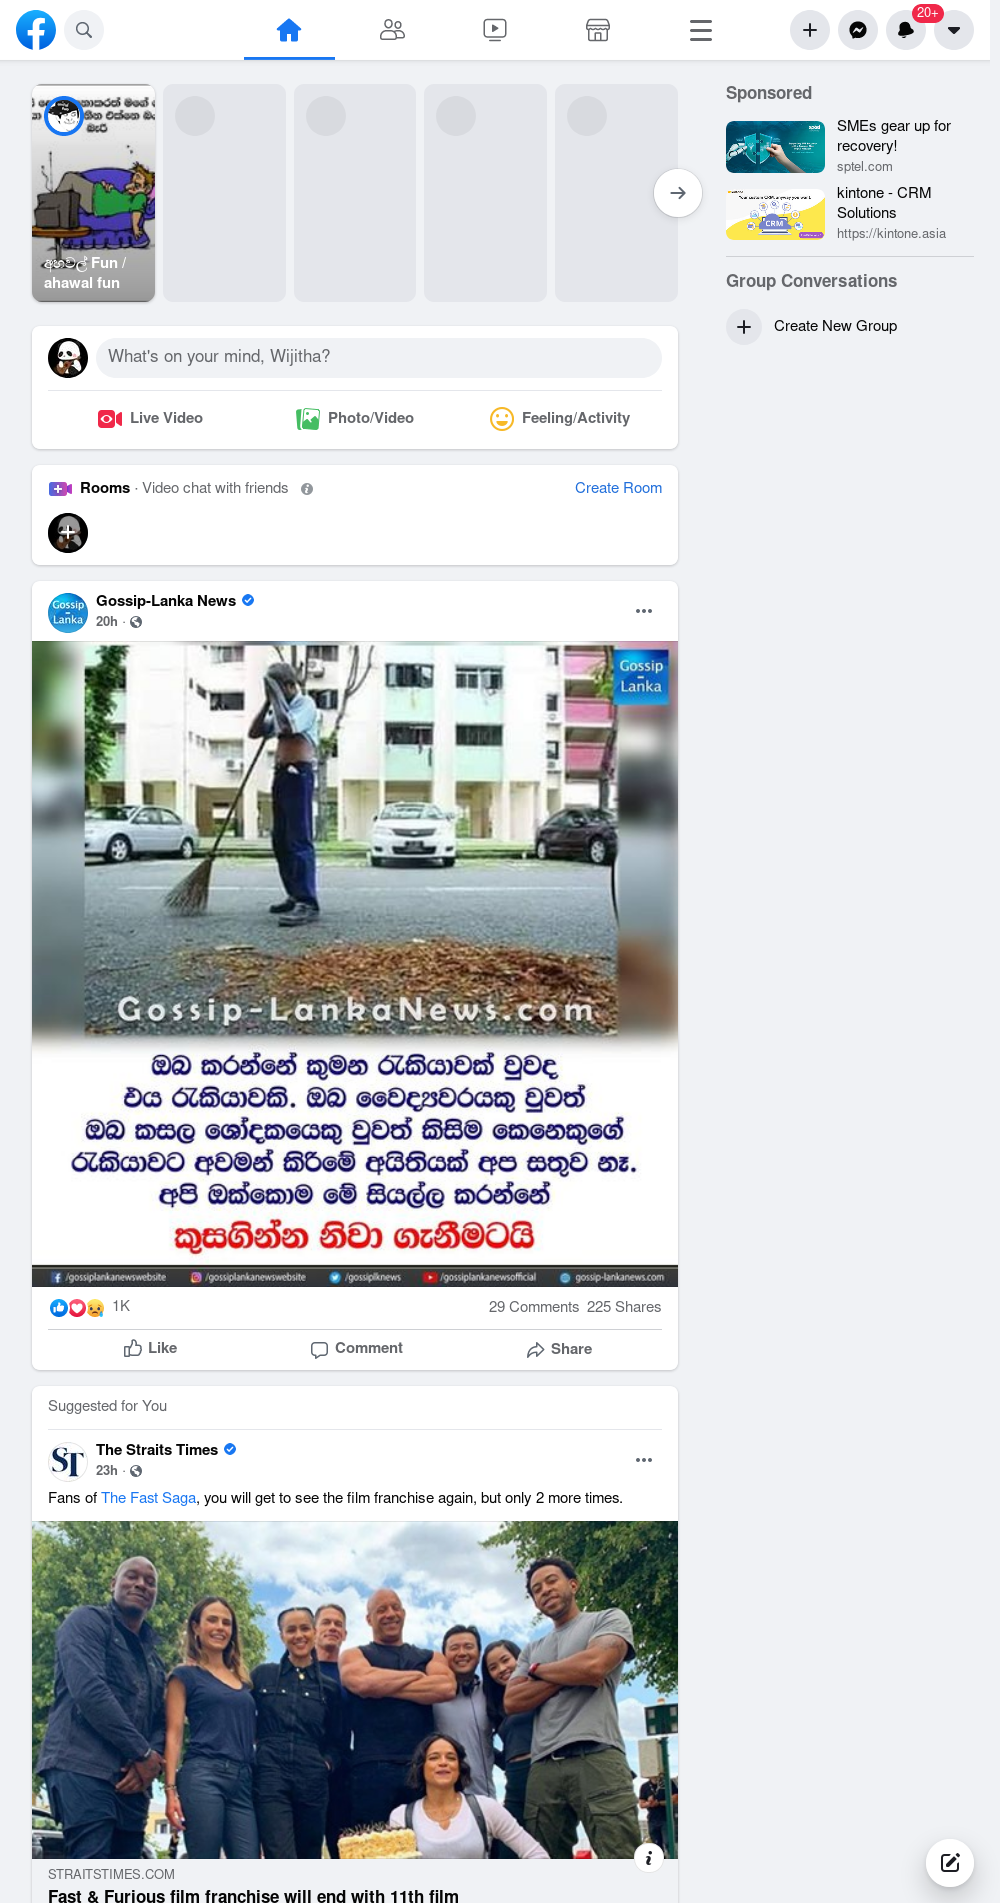 20+
අහවල් Fun /
ahawal fun
What's on your mind, Wijitha?
Live Video
Photo/Video
Feeling/Activity
Rooms · Video chat with friends
Create Room
Gossip-Lanka News
20h ·
Gossip
-
Lanka
Gossip-LankaNews.com
ඔබ කරන්නේ කුමන රැකියාවක් වුවද
එය රැකියාවකි. ඔබ වෛද්‍යවරයකු වුවත්
ඔබ කසල ශෝදකයෙකු වුවත් කිසිම කෙනෙකුගේ
රැකියාවට අවමන් කිරිමේ අයිතියක් අප සතුව නෑ.
අපි ඔක්කොම මේ සියල්ල කරන්නේ
කුසගින්න නිවා ගැනීමටයි
/gossiplankanewswebsite /gossiplankanewswebsite /gossiplknews /gossiplankanewsofficial gossip-lankanews.com
1K
29 Comments 225 Shares
Like
Comment
Share
Suggested for You
ST
The Straits Times
23h ·
Fans of The Fast Saga, you will get to see the film franchise again, but only 2 more times.
STRAITSTIMES.COM
Fast & Furious film franchise will end with 11th film
Sponsored
SMEs gear up for
recovery!
sptel.com
kintone - CRM
Solutions
https://kintone.asia
CRM
Group Conversations
Create New Group